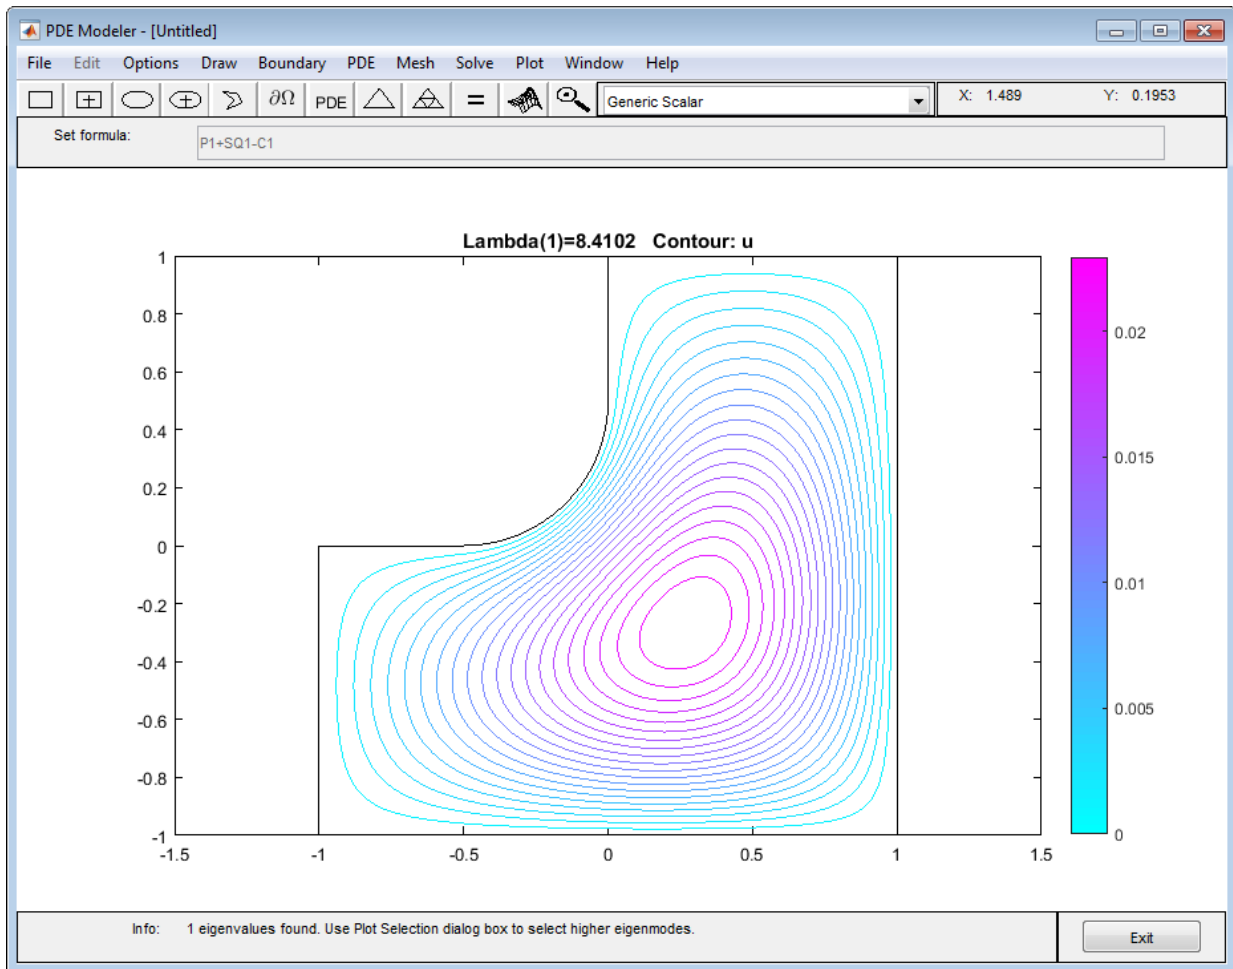 PDE Modeler - [Untitled]
File Edit Options Draw Boundary PDE Mesh Solve Plot Window Help
∂Ω PDE = Generic Scalar X: 1.489 Y: 0.1953
Set formula: P1+SQ1-C1
Lambda(1)=8.4102 Contour: u
1
0.8
0.6
0.4
0.2
0
-0.2
-0.4
-0.6
-0.8
-1
-1.5 -1 -0.5 0 0.5 1 1.5
0.02
0.015
0.01
0.005
0
Info: 1 eigenvalues found. Use Plot Selection dialog box to select higher eigenmodes.
Exit